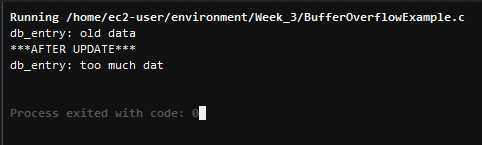 Running /home/ec2-user/environment/Week_3/BufferOverflowExample.c
db_entry: old data
***AFTER UPDATE***
db_entry: too much dat
Process exited with code: 0